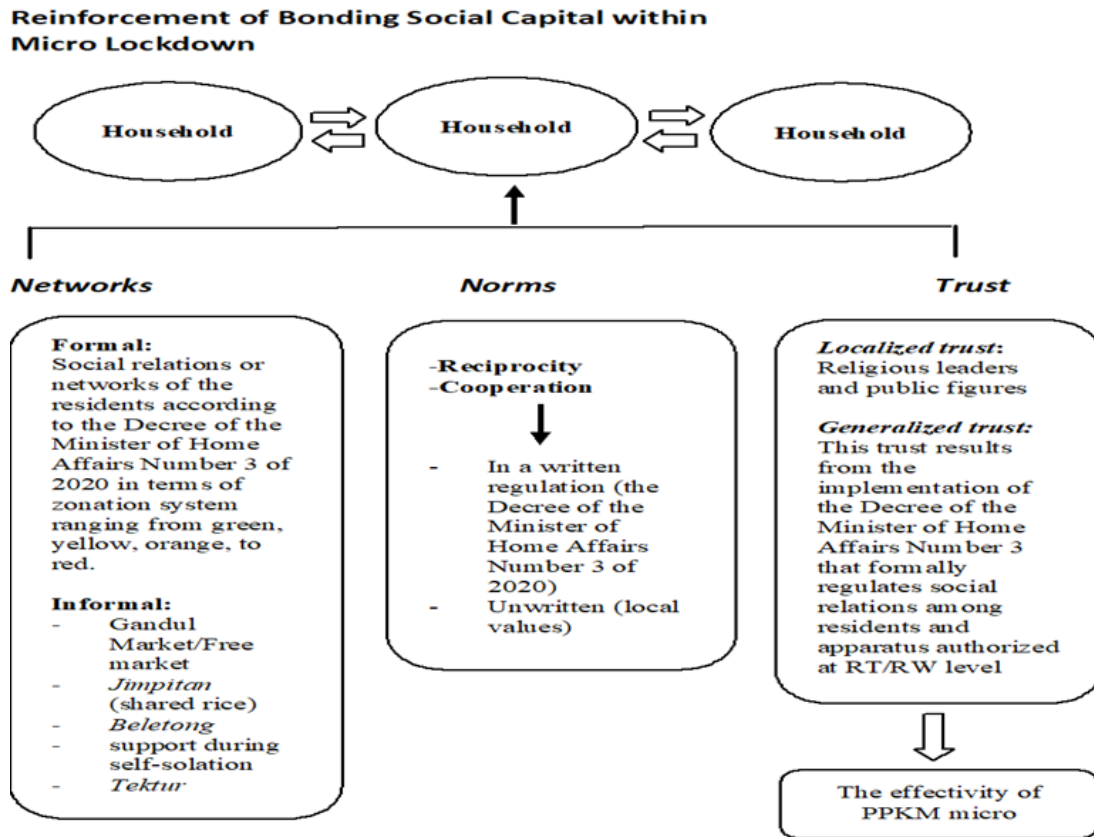 Reinforcement of Bonding Social Capital within
Micro Lockdown
Household
Household
Household
Networks
Norms
Trust
Formal:
Social relations or
networks of the
residents according
to the Decree of the
Minister of Home
Affairs Number 3 of
2020 in terms of
zonation system
ranging from green,
yellow, orange, to
red.
Informal:
- Gandul
Market/Free
market
- Jimpitan
(shared rice)
- Beletong
- support during
self-solation
- Tektur
-Reciprocity
-Cooperation
- In a written
regulation (the
Decree of the
Minister of
Home Affairs
Number 3 of
2020)
- Unwritten (local
values)
Localized trust:
Religious leaders
and public figures
Generalized trust:
This trust results
from the
implementation of
the Decree of the
Minister of Home
Affairs Number 3
that formally
regulates social
relations among
residents and
apparatus authorized
at RT/RW level
The effectivity of
PPKM micro